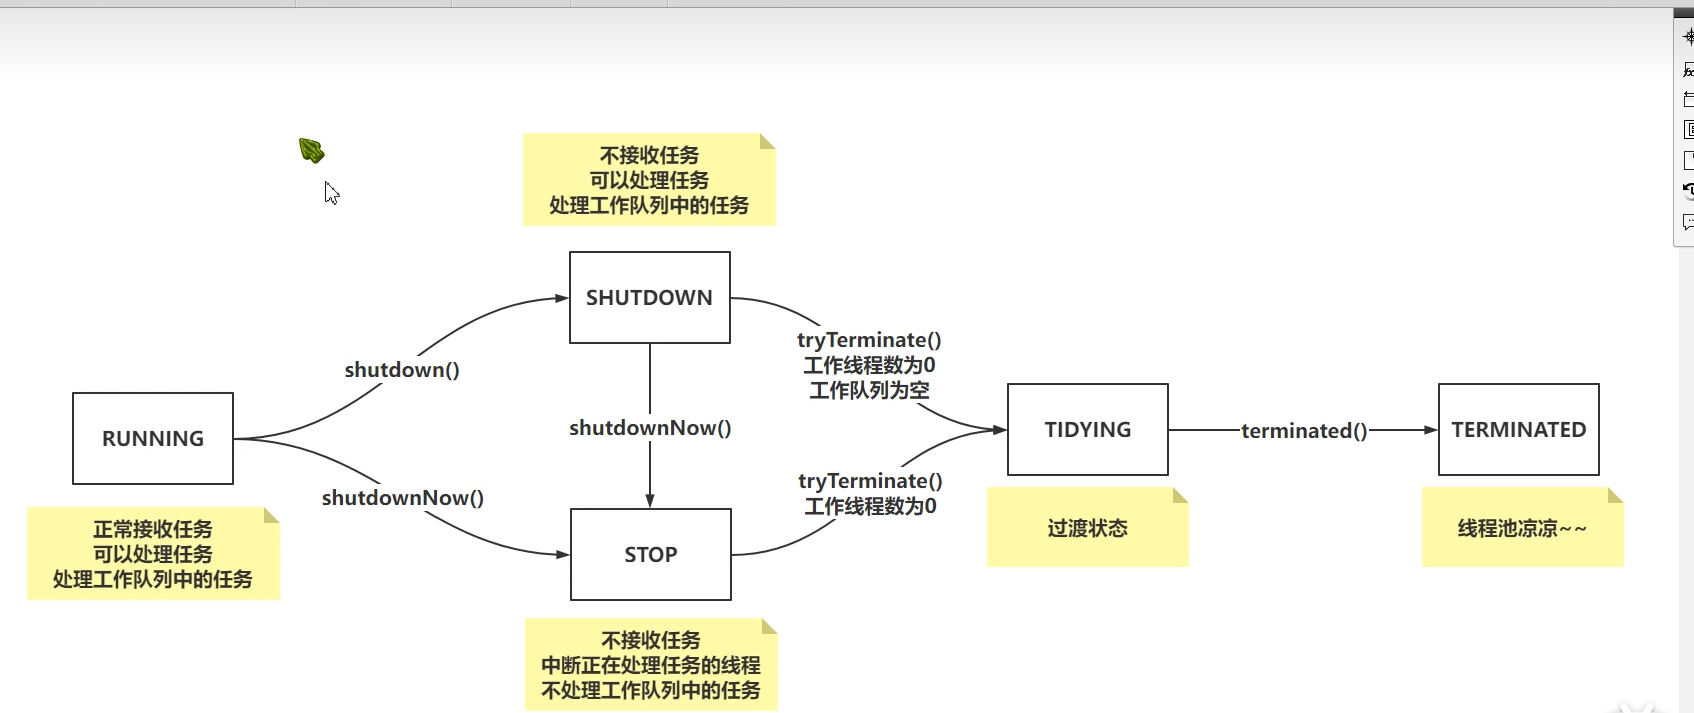 不接收任务
可以处理任务
处理工作队列中的任务
SHUTDOWN
tryTerminate()
工作线程数为0
工作队列为空
shutdown()
RUNNING
shutdownNow()
TIDYING
terminated()
TERMINATED
shutdownNow()
tryTerminate()
工作线程数为0
STOP
正常接收任务
可以处理任务
处理工作队列中的任务
过渡状态
线程池凉凉~~
不接收任务
中断正在处理任务的线程
不处理工作队列中的任务